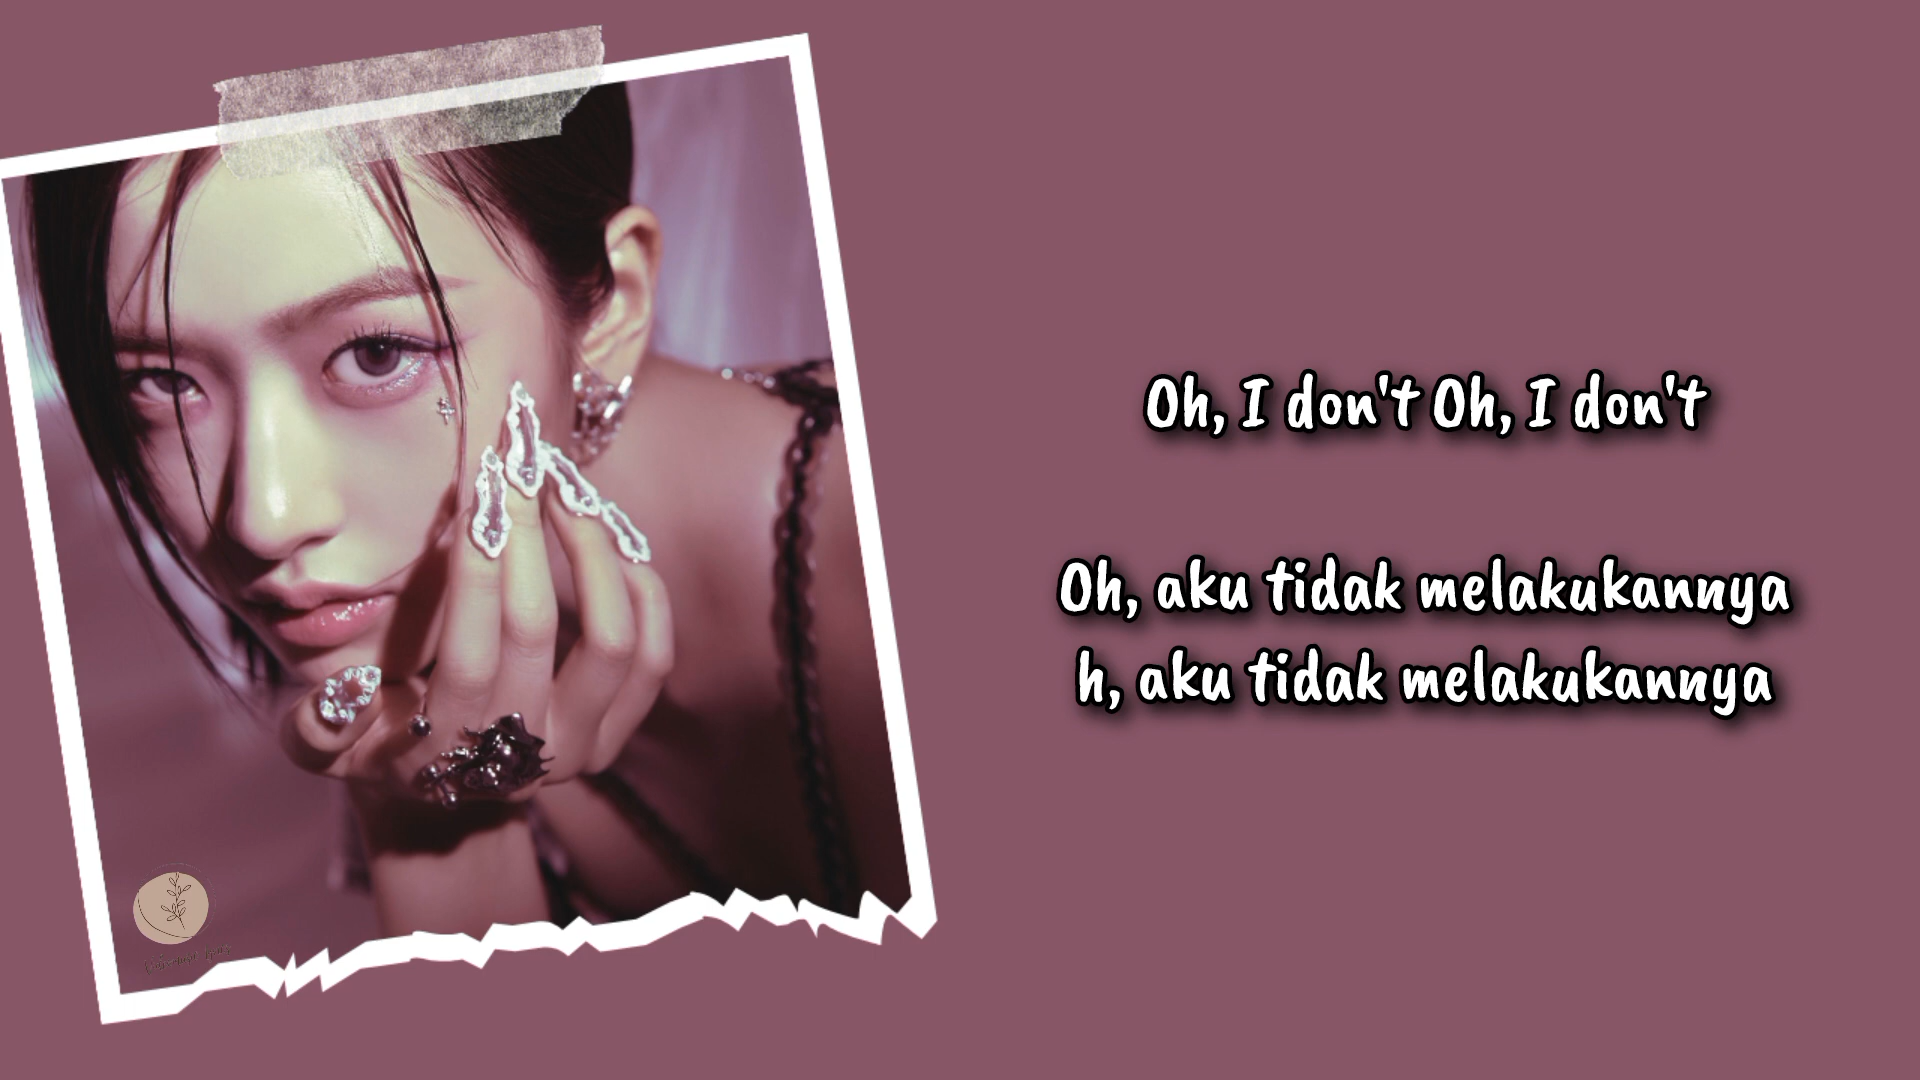 Oh, I don't Oh, I don't
Oh, aku tidak melakukannya
h, aku tidak melakukannya